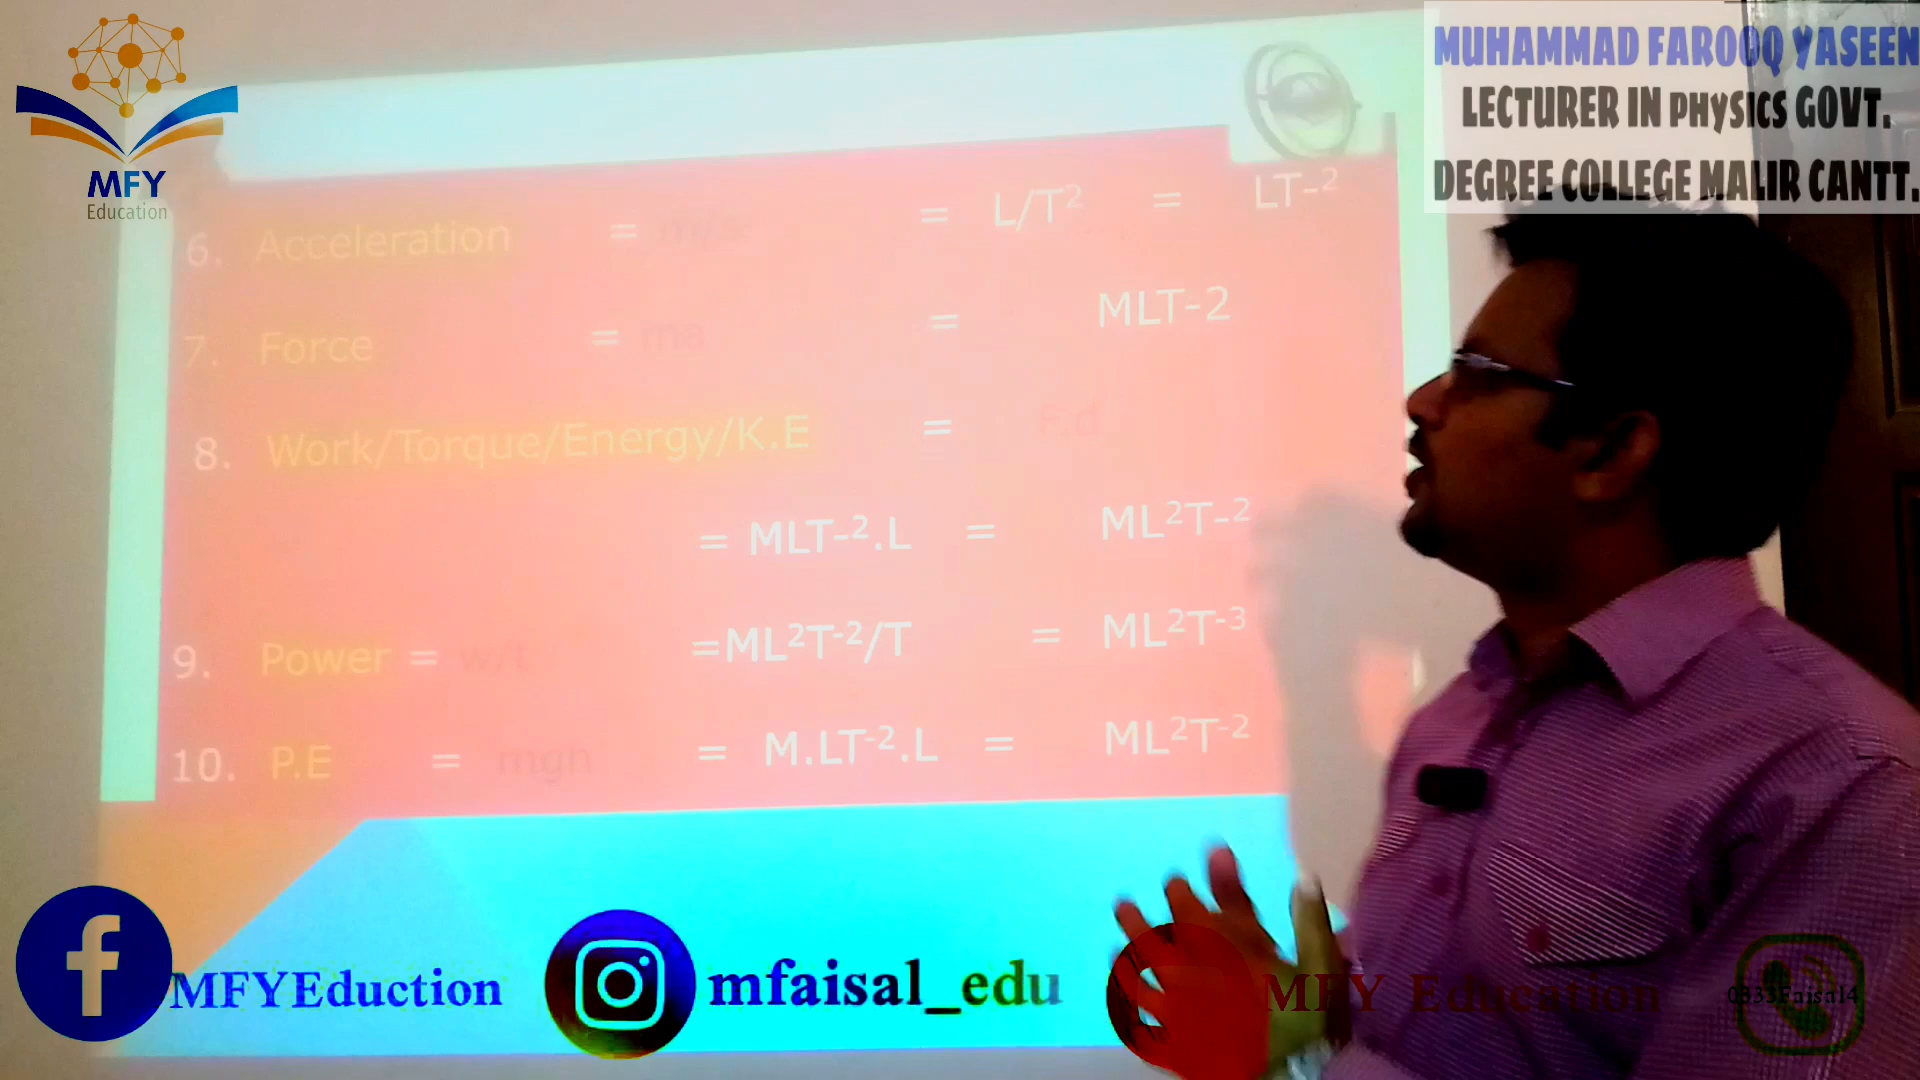 MFY
Education
MUHAMMAD FAROOQ YASEEN
LECTURER IN PHYSICS GOVT.
DEGREE COLLEGE MALIR CANTT.
6. Acceleration = m/s² = L/T² = LT-²
7. Force = ma = MLT-2
8. Work/Torque/Energy/K.E = F.d
= MLT-².L = ML²T-²
9. Power = w/t =ML²T-²/T = ML²T-³
10. P.E = mgh = M.LT-².L = ML²T-²
MFYEduction
mfaisal_edu
MFY Education
0333Faisal4